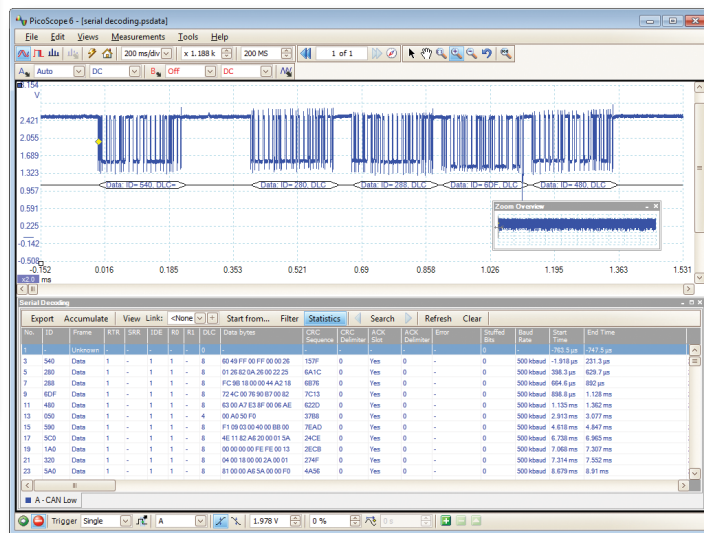 PicoScope 6 - [serial decoding.psdata]
File Edit Views Measurements Tools Help
200 ms/div x 1.188 k 200 MS 1 of 1
A Auto DC B Off DC
3.154
V
2.421
2.055
1.689
1.323
0.957
0.591
0.225
-0.142
-0.508
Data: ID= 540, DLC= Data: ID= 280, DLC Data: ID= 288, DLC Data: ID= 6DF, DLC Data: ID= 480, DLC
Zoom Overview
-0.152 0.016 0.185 0.353 0.521 0.69 0.858 1.026 1.195 1.363 1.531
x2.0 ms
Serial Decoding
Export Accumulate View Link: <None Start from... Filter Statistics Search Refresh Clear
No. ID Frame RTR SRR IDE R0 R1 DLC Data bytes CRC Sequence CRC Delimiter ACK Slot ACK Delimiter Error Stuffed Bits Baud Rate Start Time End Time
1 - Unknown - - - - - 0 - - - - - - 0 - -763.5 µs -747.5 µs
3 540 Data 1 - 1 1 - 8 60 49 FF 00 FF 00 00 26 157F 0 Yes 0 - 0 500 kbaud -1.918 µs 231.3 µs
5 280 Data 1 - 1 1 - 8 01 26 82 0A 26 00 22 25 6A1C 0 Yes 0 - 0 500 kbaud 398.3 µs 629.7 µs
7 288 Data 1 - 1 1 - 8 FC 9B 18 00 00 44 A2 18 6B76 0 Yes 0 - 0 500 kbaud 664.6 µs 892 µs
9 6DF Data 1 - 1 1 - 8 72 4C 00 76 90 B7 00 82 7C13 0 Yes 0 - 0 500 kbaud 898.8 µs 1.128 ms
11 480 Data 1 - 1 1 - 8 63 00 A7 E3 8F 00 06 AE 622D 0 Yes 0 - 0 500 kbaud 1.135 ms 1.362 ms
13 050 Data 1 - 1 1 - 4 00 A0 50 F0 37B8 0 Yes 0 - 0 500 kbaud 2.913 ms 3.077 ms
15 590 Data 1 - 1 1 - 8 F1 09 03 00 40 00 BB 00 7EAD 0 Yes 0 - 0 500 kbaud 4.618 ms 4.847 ms
17 5C0 Data 1 - 1 1 - 8 4E 11 82 A6 20 00 01 5A 24CE 0 Yes 0 - 0 500 kbaud 6.738 ms 6.965 ms
19 1A0 Data 1 - 1 1 - 8 00 00 00 00 FE FE 00 13 2ECB 0 Yes 0 - 0 500 kbaud 7.068 ms 7.307 ms
21 320 Data 1 - 1 1 - 8 04 00 18 00 00 2A 00 01 274F 0 Yes 0 - 0 500 kbaud 7.314 ms 7.552 ms
23 5A0 Data 1 - 1 1 - 8 81 00 00 A6 5A 00 00 F0 4A56 0 Yes 0 - 0 500 kbaud 8.679 ms 8.91 ms
A - CAN Low
Trigger Single A 1.978 V 0 % 0 s